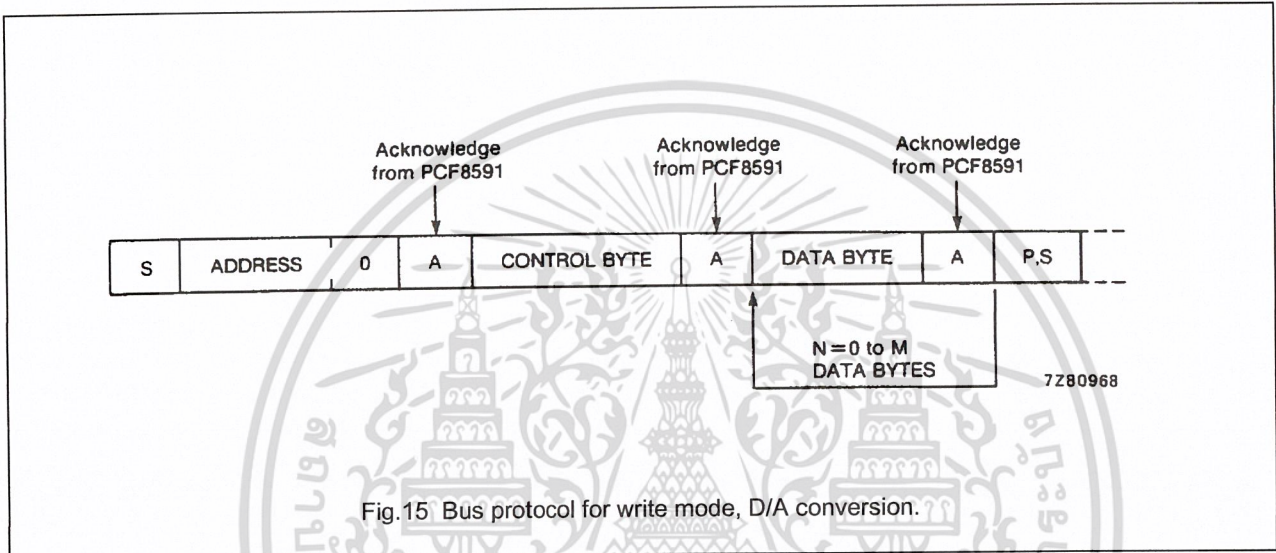 Acknowledge
from PCF8591
Acknowledge
from PCF8591
Acknowledge
from PCF8591
S ADDRESS 0 A CONTROL BYTE A DATA BYTE A P,S
N=0 to M
DATA BYTES
7Z80968
Fig.15 Bus protocol for write mode, D/A conversion.